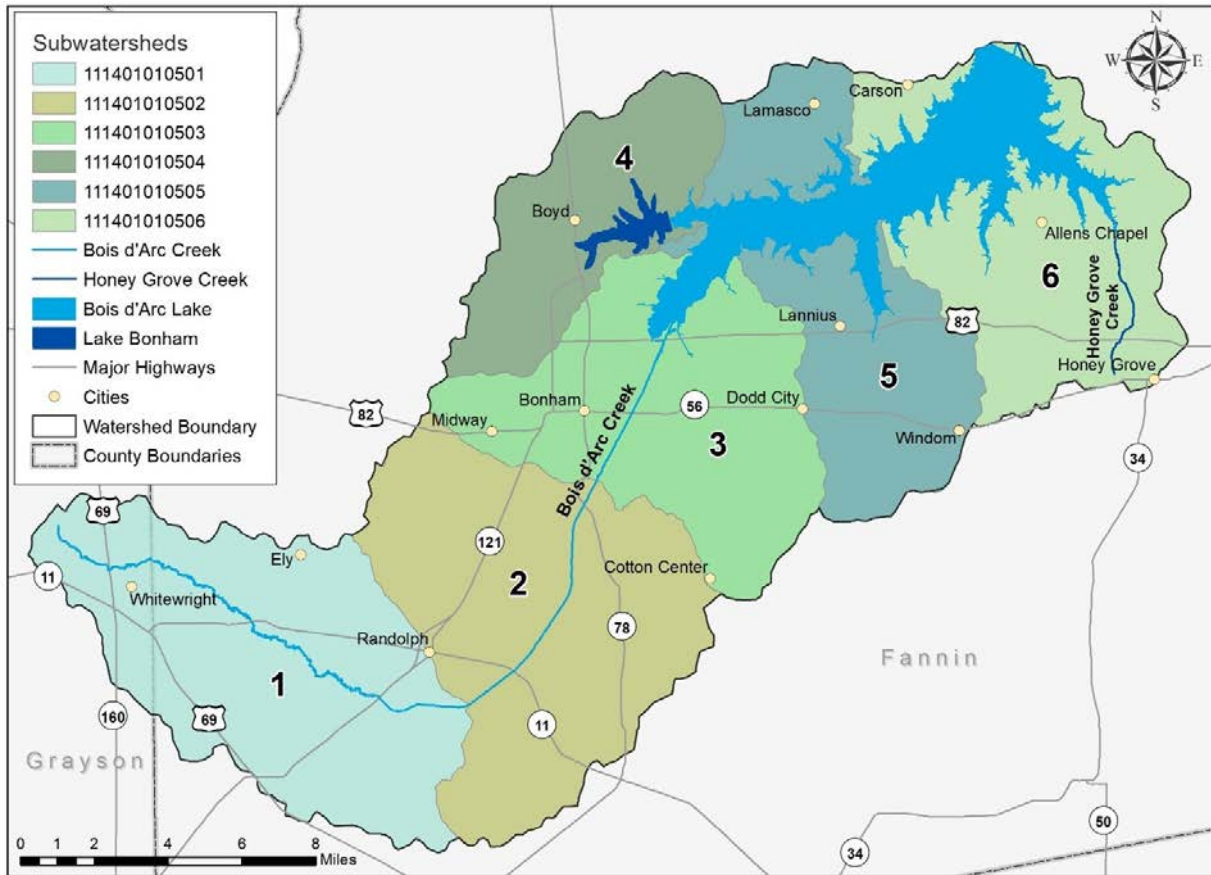 Subwatersheds
111401010501
111401010502
111401010503
111401010504
111401010505
111401010506
Bois d'Arc Creek
Honey Grove Creek
Bois d'Arc Lake
Lake Bonham
Major Highways
Cities
Watershed Boundary
County Boundaries
N
W E
S
Carson
Lamasco
4
Boyd
Allens Chapel
6
Honey Grove
Creek
Lannius
82
5
Honey Grove
82
Bonham
56
Dodd City
Midway
Windom
3
Bois d'Arc Creek
34
69
121
Ely
2
Cotton Center
11
Whitewright
78
Randolph
Fannin
1
69
160
11
Grayson
50
34
0 1 2 4 6 8
Miles